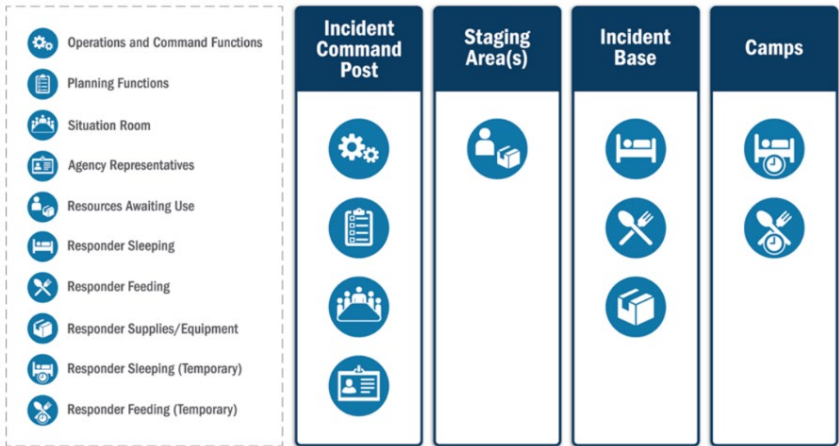 Operations and Command Functions
Planning Functions
Situation Room
Agency Representatives
Resources Awaiting Use
Responder Sleeping
Responder Feeding
Responder Supplies/Equipment
Responder Sleeping (Temporary)
Responder Feeding (Temporary)
Incident
Command
Post
Staging
Area(s)
Incident
Base
Camps